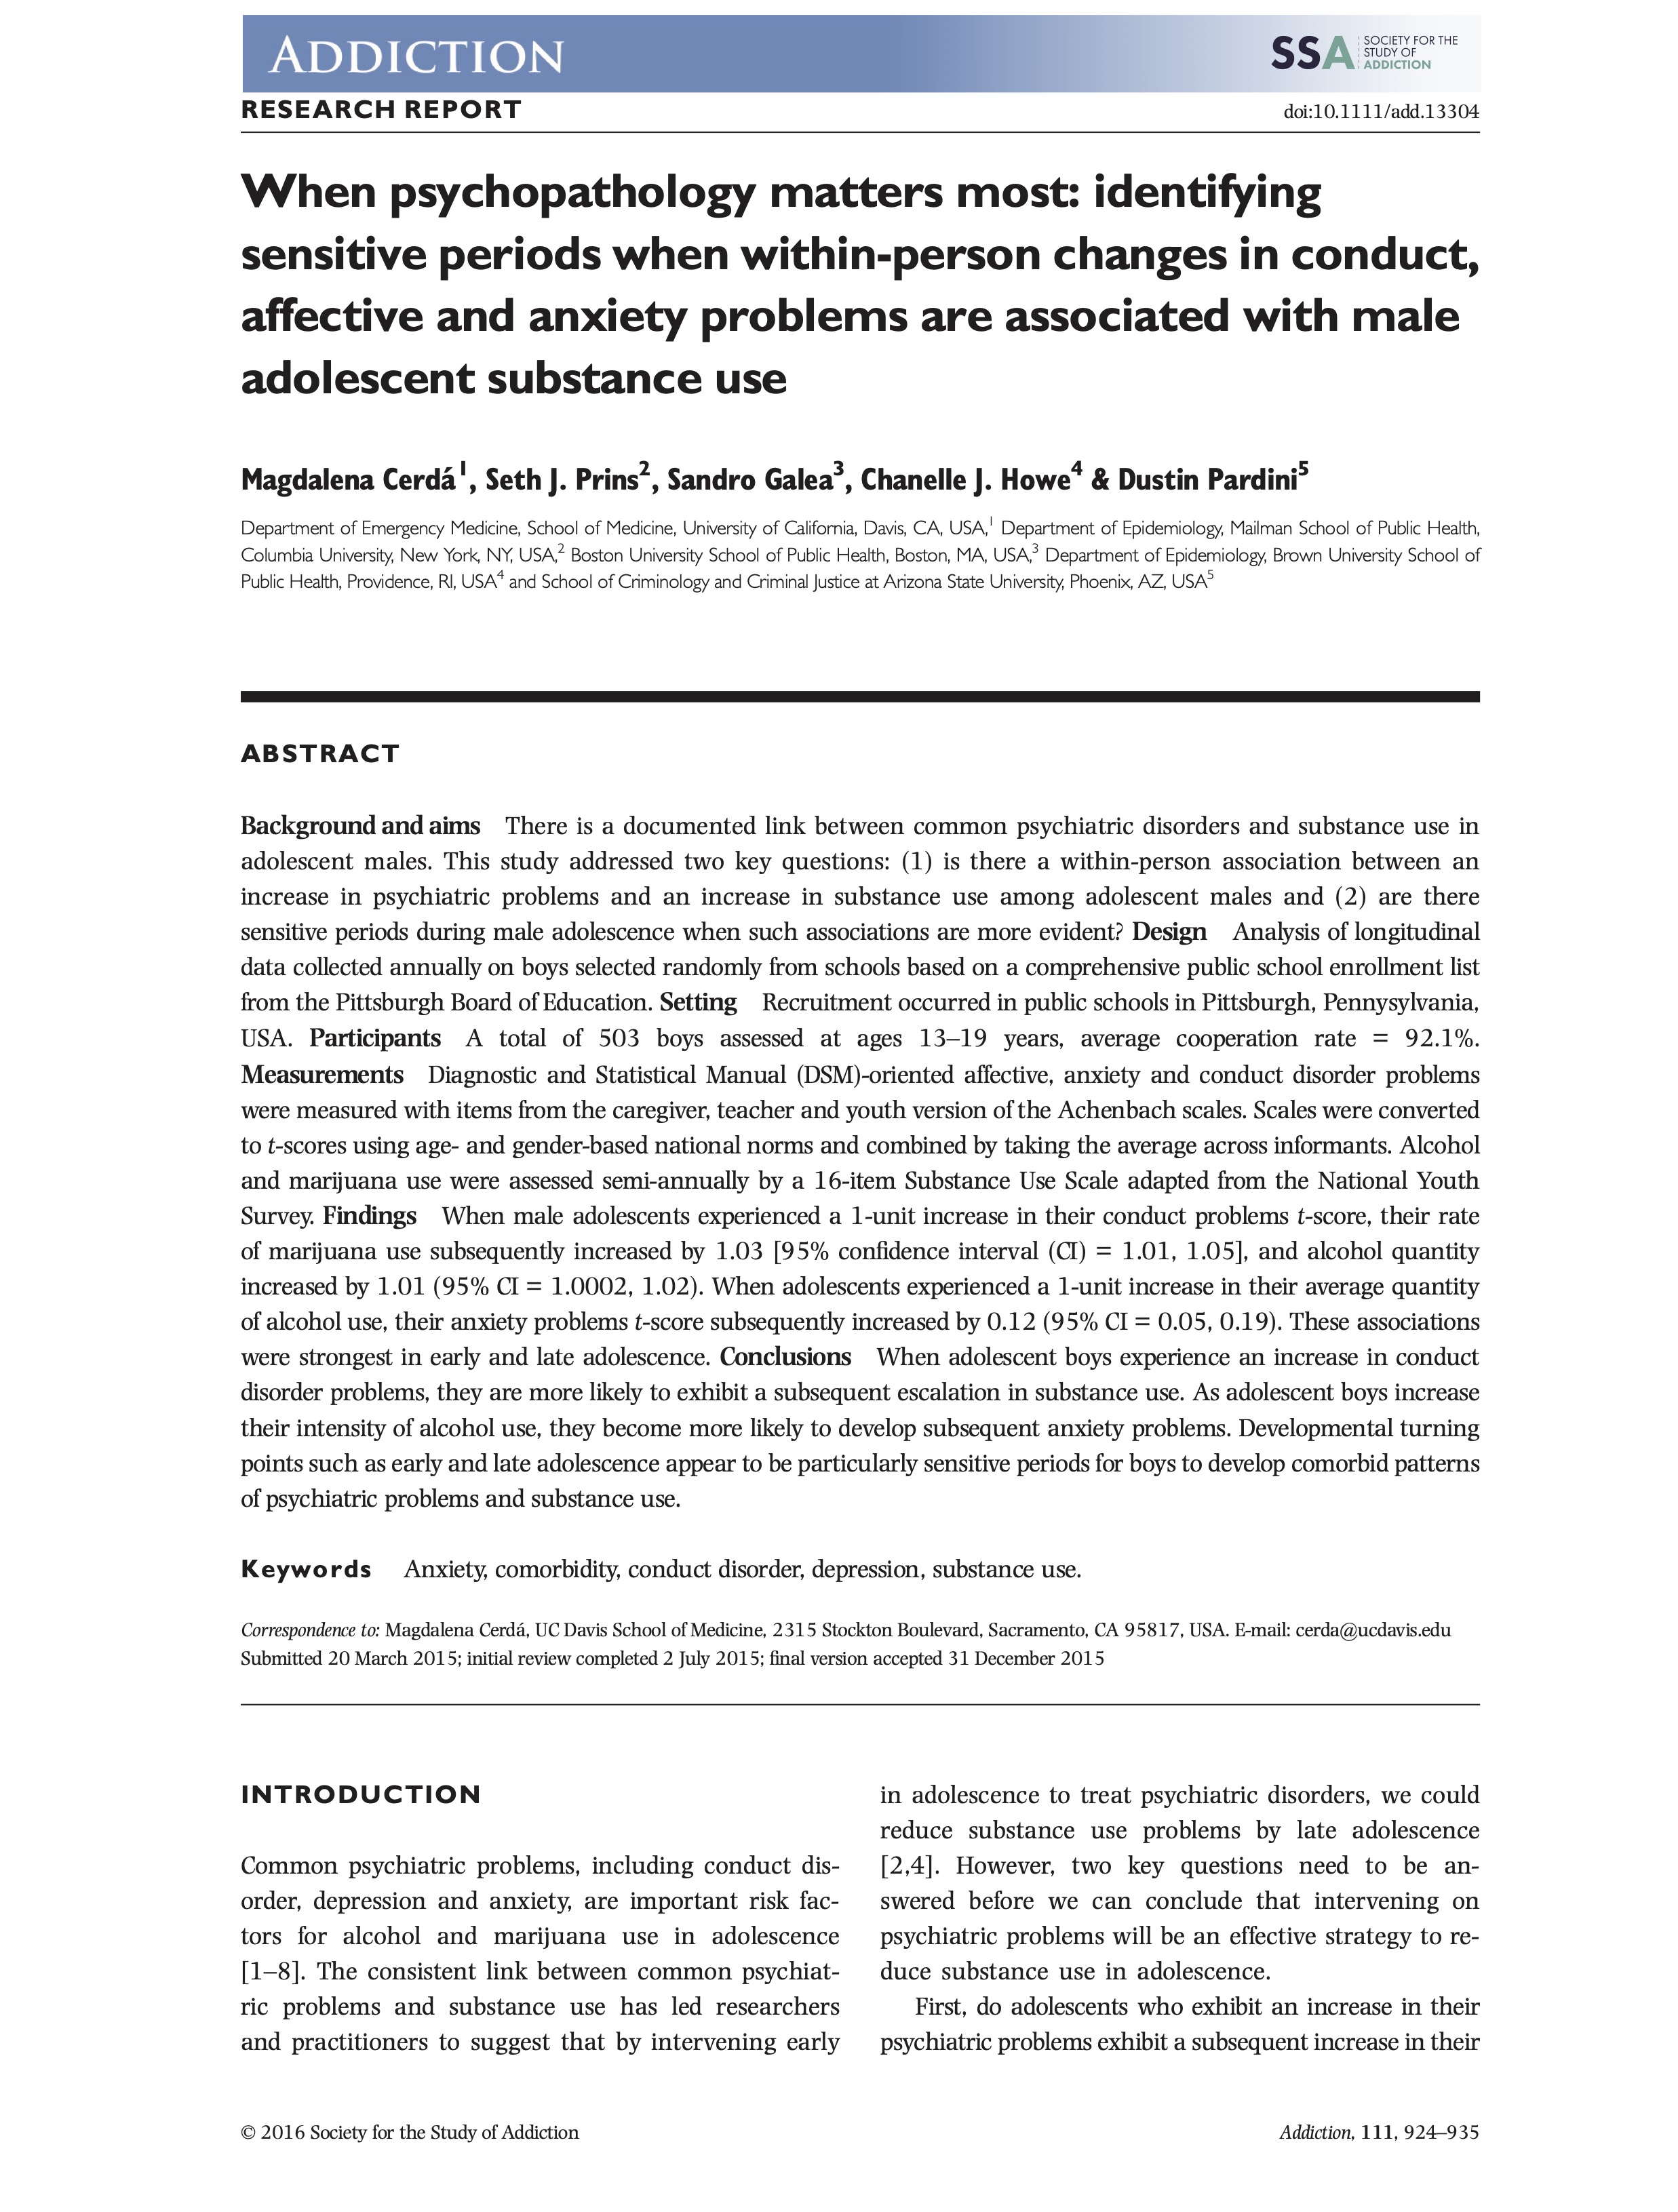 ADDICTION
SSA SOCIETY FOR THE
STUDY OF
ADDICTION
RESEARCH REPORT
doi:10.1111/add.13304
When psychopathology matters most: identifying
sensitive periods when within-person changes in conduct,
affective and anxiety problems are associated with male
adolescent substance use
Magdalena Cerdá1, Seth J. Prins2, Sandro Galea3, Chanelle J. Howe4 & Dustin Pardini5
Department of Emergency Medicine, School of Medicine, University of California, Davis, CA, USA,1 Department of Epidemiology, Mailman School of Public Health,
Columbia University, New York, NY, USA,2 Boston University School of Public Health, Boston, MA, USA,3 Department of Epidemiology, Brown University School of
Public Health, Providence, RI, USA4 and School of Criminology and Criminal Justice at Arizona State University, Phoenix, AZ, USA5
ABSTRACT
Background and aims There is a documented link between common psychiatric disorders and substance use in
adolescent males. This study addressed two key questions: (1) is there a within-person association between an
increase in psychiatric problems and an increase in substance use among adolescent males and (2) are there
sensitive periods during male adolescence when such associations are more evident? Design Analysis of longitudinal
data collected annually on boys selected randomly from schools based on a comprehensive public school enrollment list
from the Pittsburgh Board of Education. Setting Recruitment occurred in public schools in Pittsburgh, Pennysylvania,
USA. Participants A total of 503 boys assessed at ages 13–19 years, average cooperation rate = 92.1%.
Measurements Diagnostic and Statistical Manual (DSM)-oriented affective, anxiety and conduct disorder problems
were measured with items from the caregiver, teacher and youth version of the Achenbach scales. Scales were converted
to t-scores using age- and gender-based national norms and combined by taking the average across informants. Alcohol
and marijuana use were assessed semi-annually by a 16-item Substance Use Scale adapted from the National Youth
Survey. Findings When male adolescents experienced a 1-unit increase in their conduct problems t-score, their rate
of marijuana use subsequently increased by 1.03 [95% confidence interval (CI) = 1.01, 1.05], and alcohol quantity
increased by 1.01 (95% CI = 1.0002, 1.02). When adolescents experienced a 1-unit increase in their average quantity
of alcohol use, their anxiety problems t-score subsequently increased by 0.12 (95% CI = 0.05, 0.19). These associations
were strongest in early and late adolescence. Conclusions When adolescent boys experience an increase in conduct
disorder problems, they are more likely to exhibit a subsequent escalation in substance use. As adolescent boys increase
their intensity of alcohol use, they become more likely to develop subsequent anxiety problems. Developmental turning
points such as early and late adolescence appear to be particularly sensitive periods for boys to develop comorbid patterns
of psychiatric problems and substance use.
Keywords Anxiety, comorbidity, conduct disorder, depression, substance use.
Correspondence to: Magdalena Cerdá, UC Davis School of Medicine, 2315 Stockton Boulevard, Sacramento, CA 95817, USA. E-mail: cerda@ucdavis.edu
Submitted 20 March 2015; initial review completed 2 July 2015; final version accepted 31 December 2015
INTRODUCTION
Common psychiatric problems, including conduct dis-
order, depression and anxiety, are important risk fac-
tors for alcohol and marijuana use in adolescence
[1–8]. The consistent link between common psychiat-
ric problems and substance use has led researchers
and practitioners to suggest that by intervening early
in adolescence to treat psychiatric disorders, we could
reduce substance use problems by late adolescence
[2,4]. However, two key questions need to be an-
swered before we can conclude that intervening on
psychiatric problems will be an effective strategy to re-
duce substance use in adolescence.
First, do adolescents who exhibit an increase in their
psychiatric problems exhibit a subsequent increase in their
© 2016 Society for the Study of Addiction
Addiction, 111, 924–935